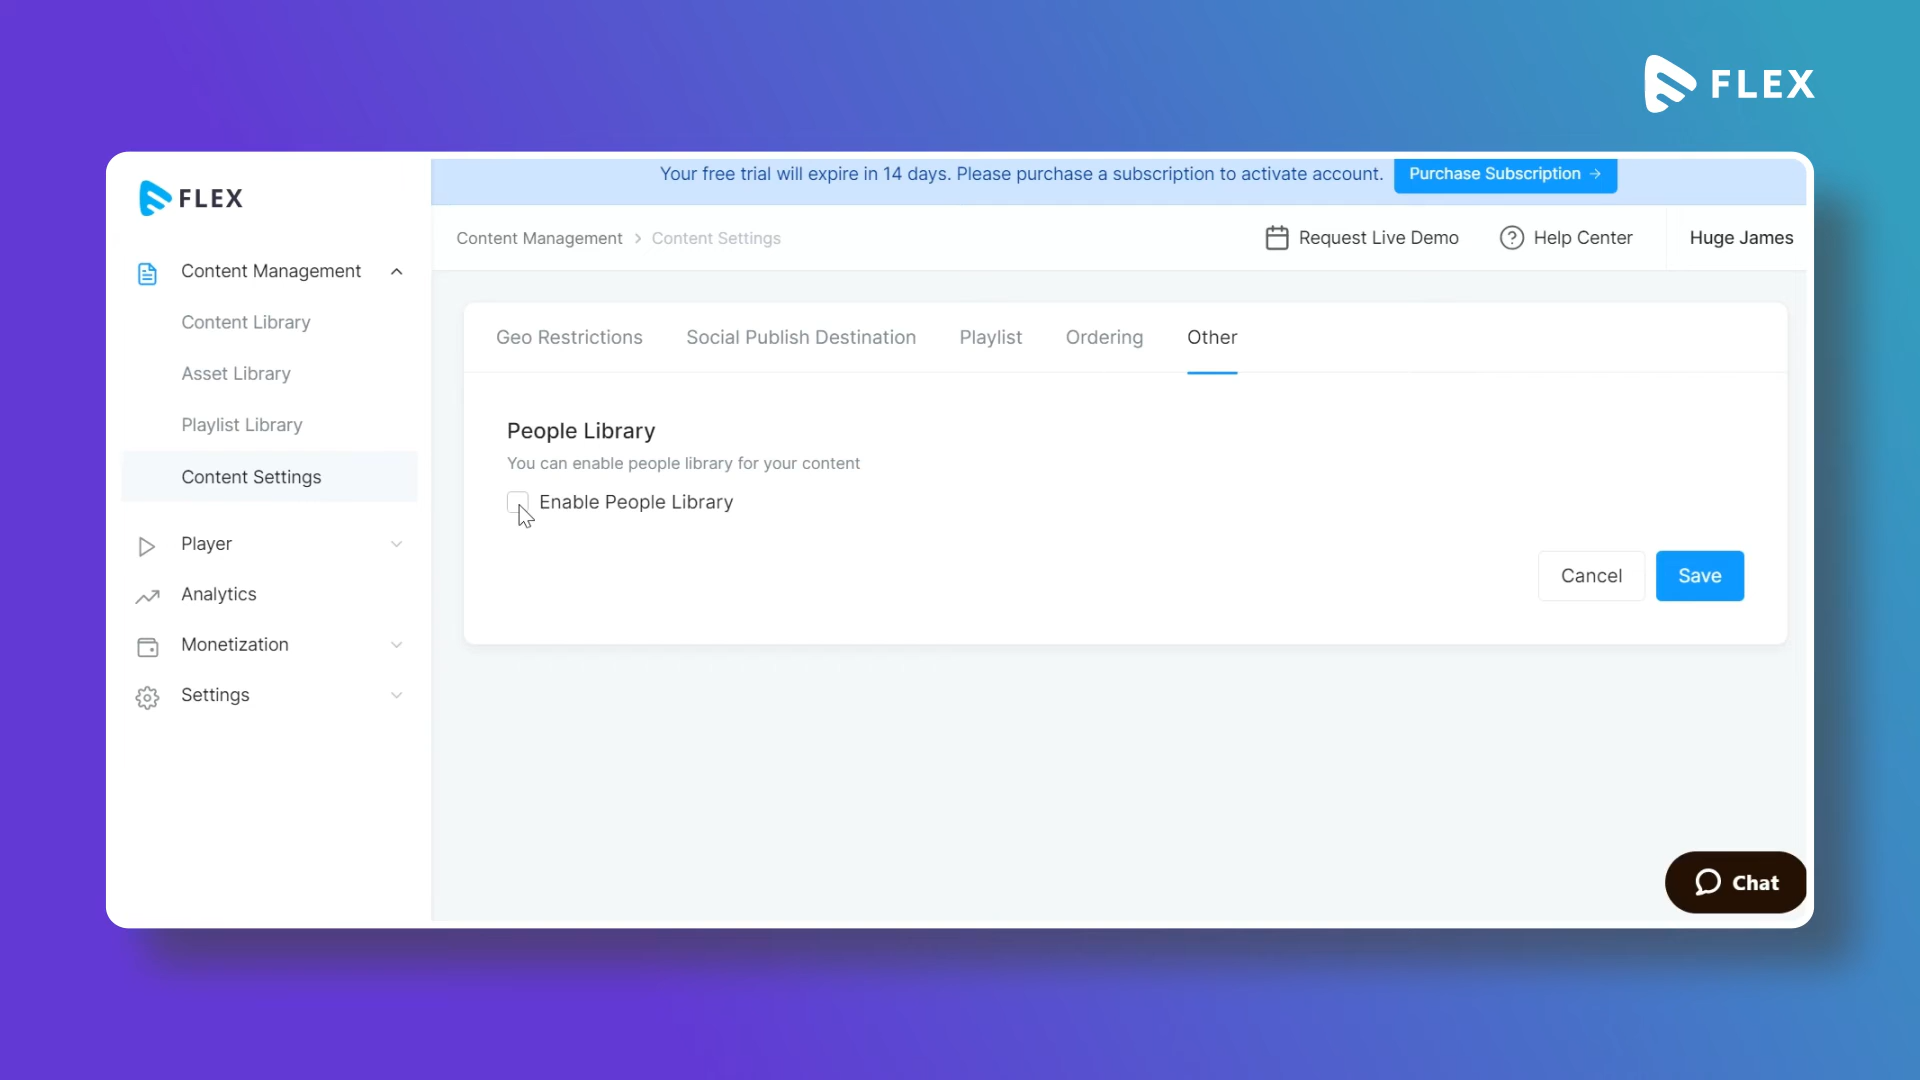 FLEX
FLEX
Your free trial will expire in 14 days. Please purchase a subscription to activate account. Purchase Subscription →
Content Management > Content Settings
Request Live Demo
Help Center
Huge James
Content Management
Content Library
Asset Library
Playlist Library
Content Settings
Player
Analytics
Monetization
Settings
Geo Restrictions Social Publish Destination Playlist Ordering Other
People Library
You can enable people library for your content
Enable People Library
Cancel Save
Chat